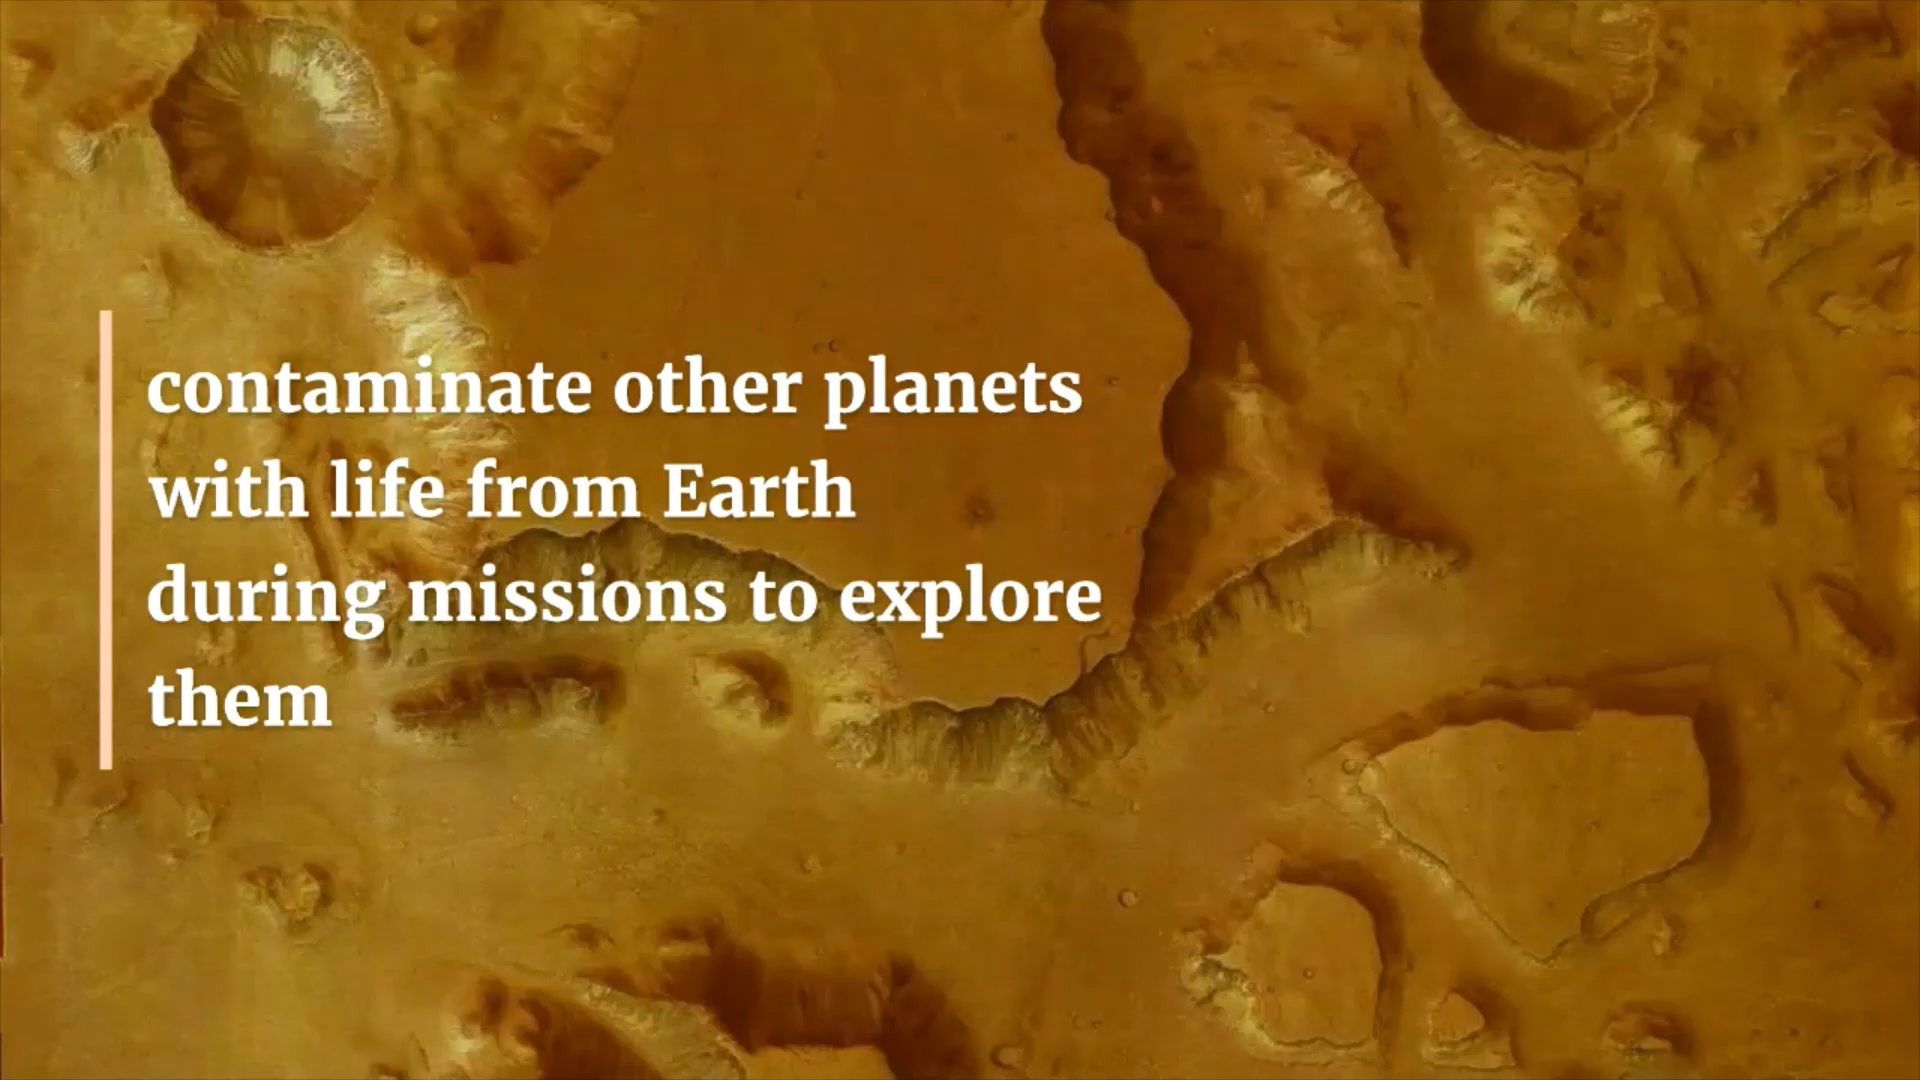 contaminate other planets
with life from Earth
during missions to explore
them